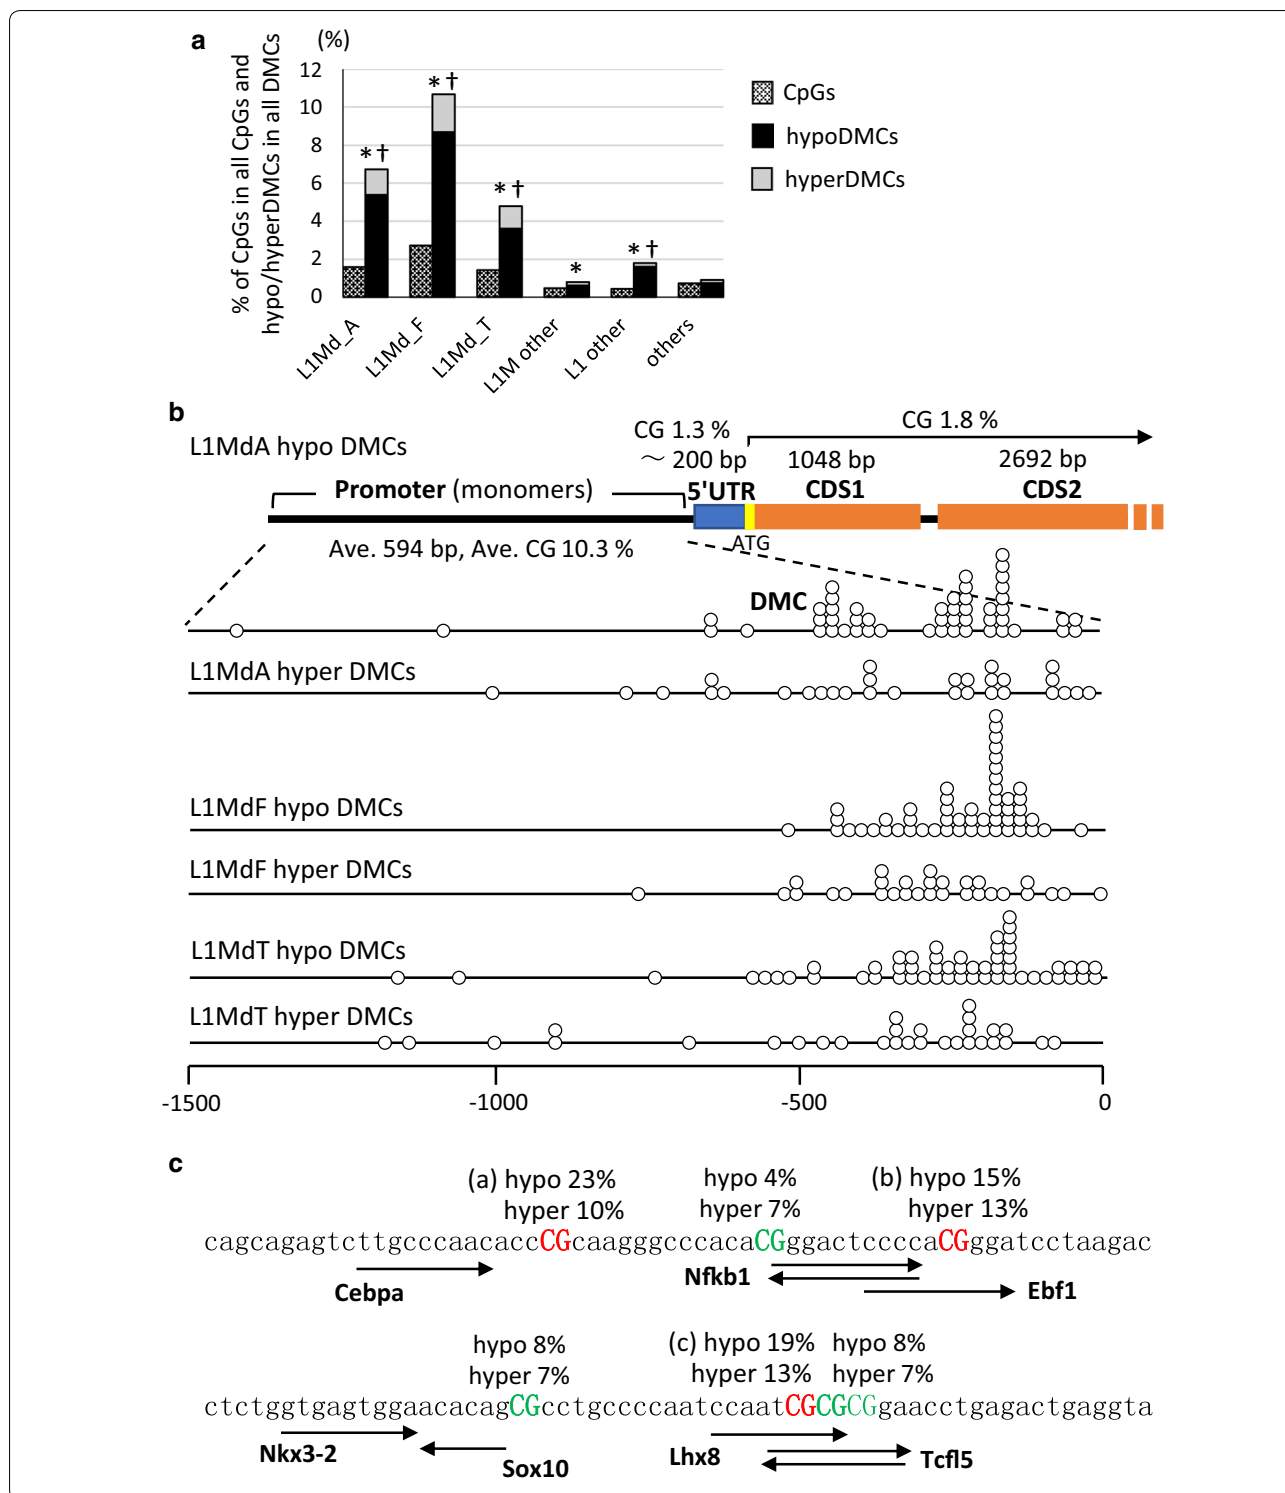 a
(%)
% of CpGs in all CpGs and
hypo/hyperDMCs in all DMCs
12
10
8
6
4
2
0
*†
*†
*†
*
*†
L1Md_A
L1Md_F
L1Md_T
L1M other
L1 other
others
CpGs
hypoDMCs
hyperDMCs
b
L1MdA hypo DMCs
CG 1.3 %
~ 200 bp
CG 1.8 %
1048 bp
2692 bp
Promoter (monomers)
5'UTR
CDS1
CDS2
ATG
Ave. 594 bp, Ave. CG 10.3 %
DMC
L1MdA hyper DMCs
L1MdF hypo DMCs
L1MdF hyper DMCs
L1MdT hypo DMCs
L1MdT hyper DMCs
-1500
-1000
-500
0
c
(a) hypo 23%
hyper 10%
hypo 4%
hyper 7%
(b) hypo 15%
hyper 13%
cagcagagtcttgcccaacaccCGcaagggcccacaCGggactccccaCGggatcctaagac
Cebpa
Nfkb1
Ebf1
hypo 8%
hyper 7%
(c) hypo 19%
hyper 13%
hypo 8%
hyper 7%
ctctggtgagtggaacacagCGcctgccccaatccaatCGCGCGgaacctgagactgaggta
Nkx3-2
Sox10
Lhx8
Tcfl5